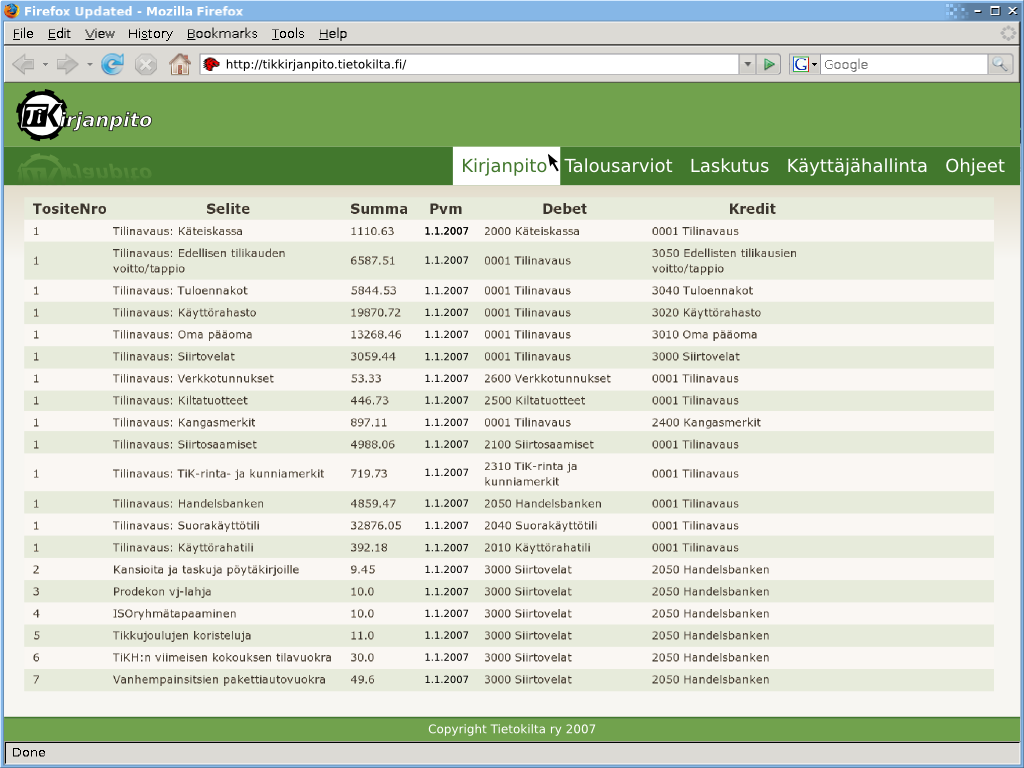 Firefox Updated - Mozilla Firefox
File Edit View History Bookmarks Tools Help
http://tikkirjanpito.tietokilta.fi/ G Google
TiKirjanpito
Kirjanpito Talousarviot Laskutus Käyttäjähallinta Ohjeet
TositeNro Selite Summa Pvm Debet Kredit
1 Tilinavaus: Käteiskassa 1110.63 1.1.2007 2000 Käteiskassa 0001 Tilinavaus
1 Tilinavaus: Edellisen tilikauden voitto/tappio 6587.51 1.1.2007 0001 Tilinavaus 3050 Edellisten tilikausien voitto/tappio
1 Tilinavaus: Tuloennakot 5844.53 1.1.2007 0001 Tilinavaus 3040 Tuloennakot
1 Tilinavaus: Käyttörahasto 19870.72 1.1.2007 0001 Tilinavaus 3020 Käyttörahasto
1 Tilinavaus: Oma pääoma 13268.46 1.1.2007 0001 Tilinavaus 3010 Oma pääoma
1 Tilinavaus: Siirtovelat 3059.44 1.1.2007 0001 Tilinavaus 3000 Siirtovelat
1 Tilinavaus: Verkkotunnukset 53.33 1.1.2007 2600 Verkkotunnukset 0001 Tilinavaus
1 Tilinavaus: Kiltatuotteet 446.73 1.1.2007 2500 Kiltatuotteet 0001 Tilinavaus
1 Tilinavaus: Kangasmerkit 897.11 1.1.2007 0001 Tilinavaus 2400 Kangasmerkit
1 Tilinavaus: Siirtosaamiset 4988.06 1.1.2007 2100 Siirtosaamiset 0001 Tilinavaus
1 Tilinavaus: TiK-rinta- ja kunniamerkit 719.73 1.1.2007 2310 TiK-rinta ja kunniamerkit 0001 Tilinavaus
1 Tilinavaus: Handelsbanken 4859.47 1.1.2007 2050 Handelsbanken 0001 Tilinavaus
1 Tilinavaus: Suorakäyttötili 32876.05 1.1.2007 2040 Suorakäyttötili 0001 Tilinavaus
1 Tilinavaus: Käyttörahatili 392.18 1.1.2007 2010 Käyttörahatili 0001 Tilinavaus
2 Kansioita ja taskuja pöytäkirjoille 9.45 1.1.2007 3000 Siirtovelat 2050 Handelsbanken
3 Prodekon vj-lahja 10.0 1.1.2007 3000 Siirtovelat 2050 Handelsbanken
4 ISOryhmätapaaminen 10.0 1.1.2007 3000 Siirtovelat 2050 Handelsbanken
5 Tikkujoulujen koristeluja 11.0 1.1.2007 3000 Siirtovelat 2050 Handelsbanken
6 TiKH:n viimeisen kokouksen tilavuokra 30.0 1.1.2007 3000 Siirtovelat 2050 Handelsbanken
7 Vanhempainsitsien pakettiautovuokra 49.6 1.1.2007 3000 Siirtovelat 2050 Handelsbanken
Copyright Tietokilta ry 2007
Done